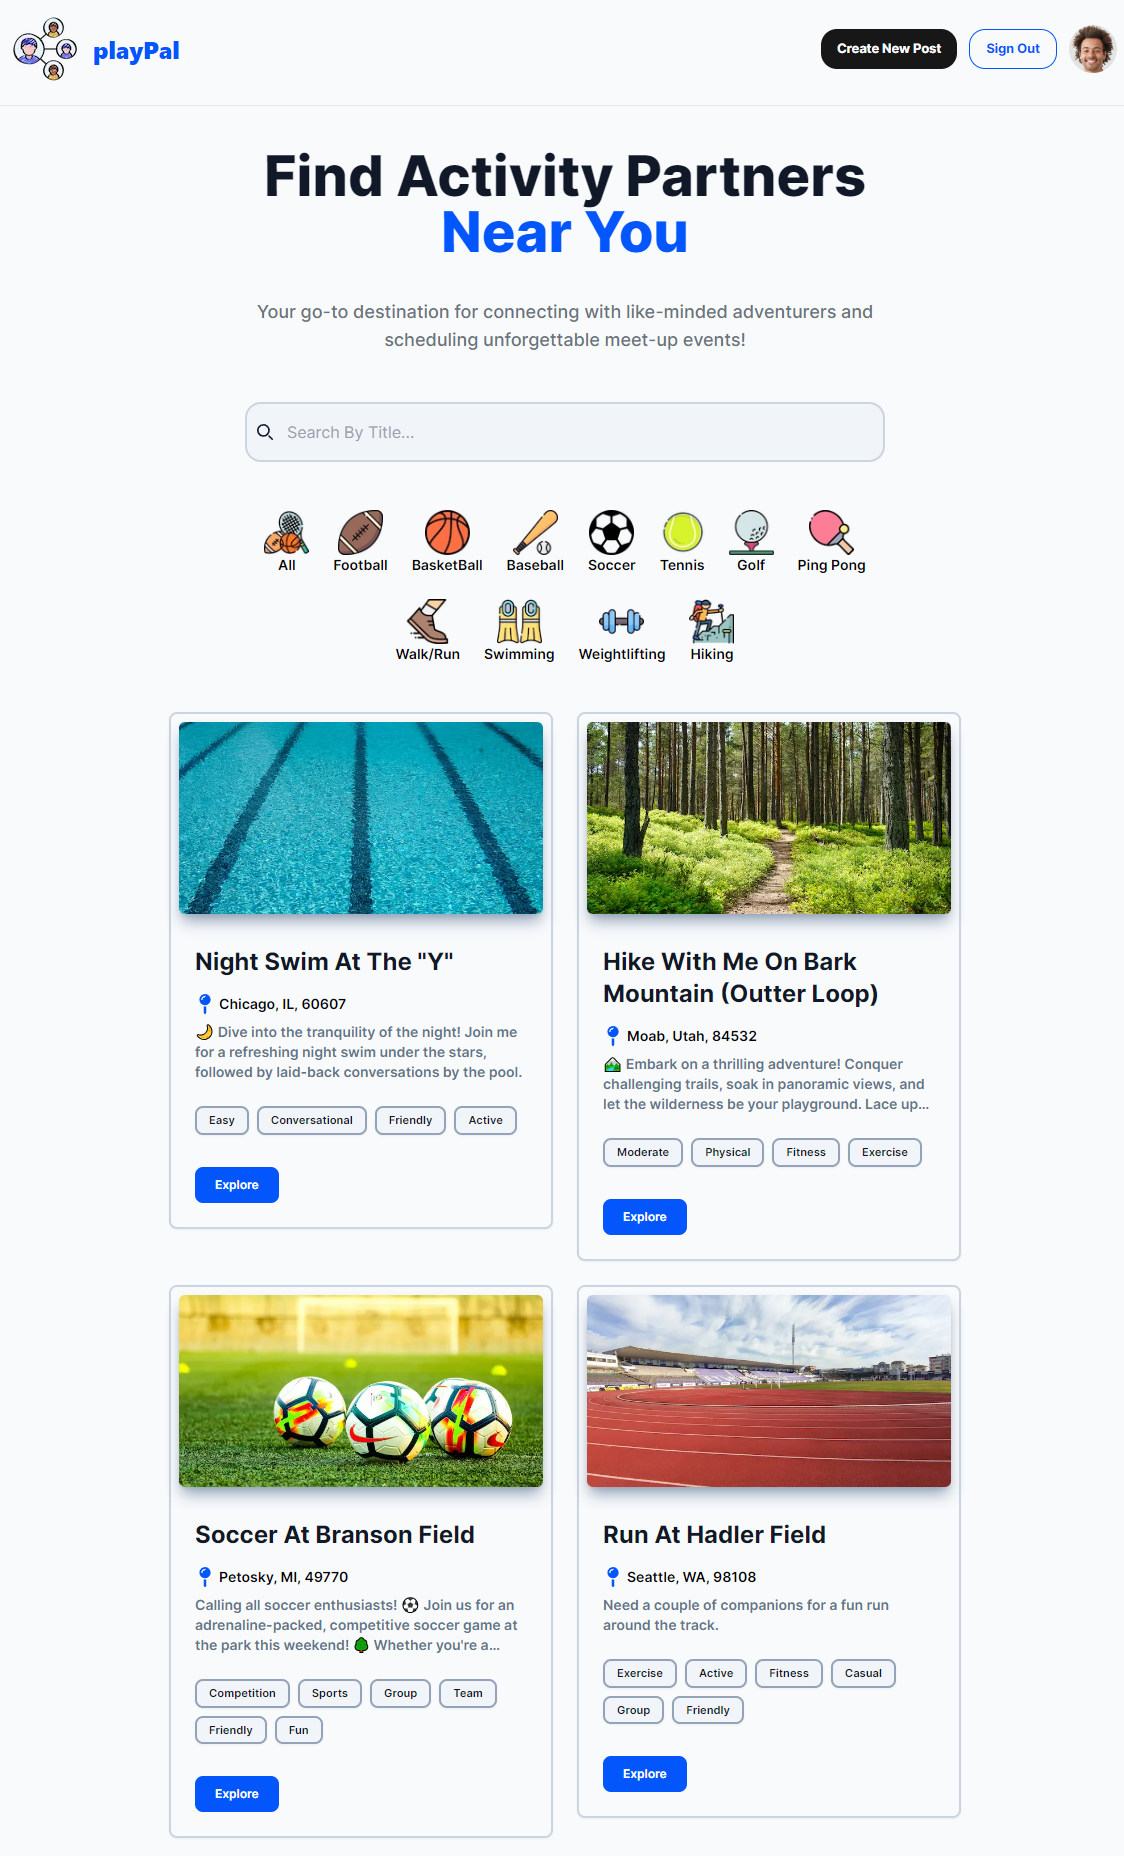 playPal
Create New Post
Sign Out
Find Activity Partners
Near You
Your go-to destination for connecting with like-minded adventurers and
scheduling unforgettable meet-up events!
Search By Title...
All
Football
BasketBall
Baseball
Soccer
Tennis
Golf
Ping Pong
Walk/Run
Swimming
Weightlifting
Hiking
Night Swim At The "Y"
Chicago, IL, 60607
🌙 Dive into the tranquility of the night! Join me
for a refreshing night swim under the stars,
followed by laid-back conversations by the pool.
Easy
Conversational
Friendly
Active
Explore
Hike With Me On Bark
Mountain (Outter Loop)
Moab, Utah, 84532
🏞️ Embark on a thrilling adventure! Conquer
challenging trails, soak in panoramic views, and
let the wilderness be your playground. Lace up...
Moderate
Physical
Fitness
Exercise
Explore
Soccer At Branson Field
Petosky, MI, 49770
Calling all soccer enthusiasts! ⚽ Join us for an
adrenaline-packed, competitive soccer game at
the park this weekend! 🌳 Whether you're a...
Competition
Sports
Group
Team
Friendly
Fun
Explore
Run At Hadler Field
Seattle, WA, 98108
Need a couple of companions for a fun run
around the track.
Exercise
Active
Fitness
Casual
Group
Friendly
Explore